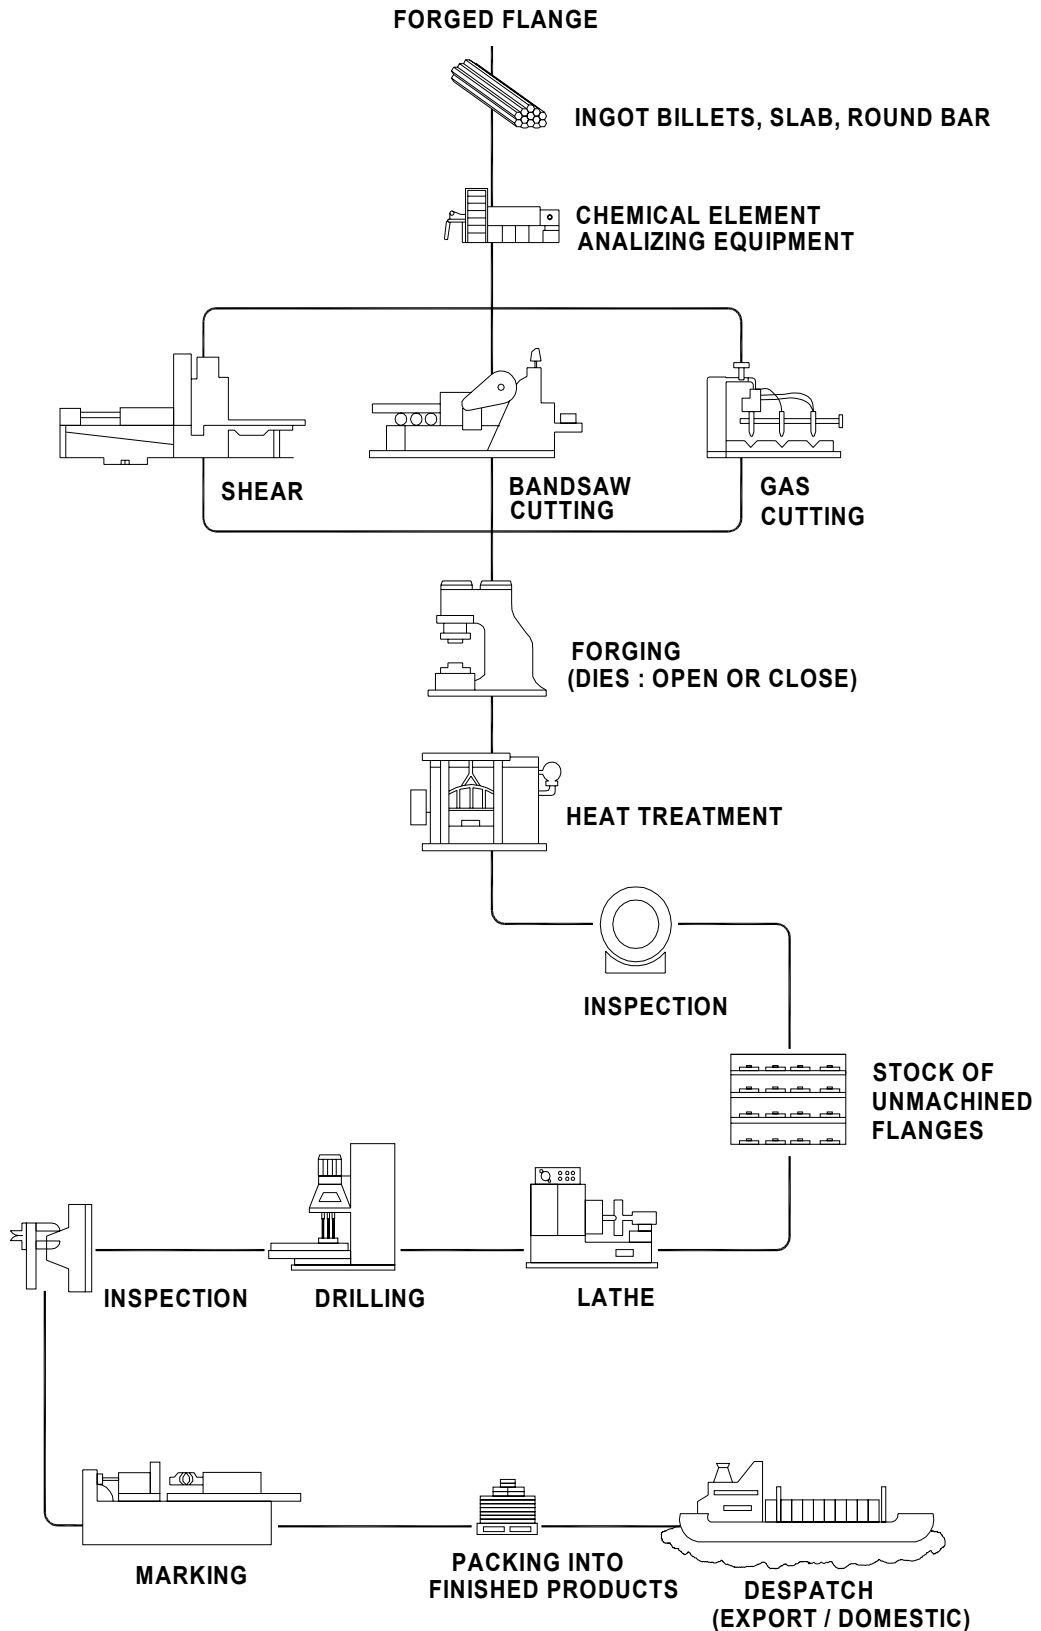 FORGED FLANGE
INGOT BILLETS, SLAB, ROUND BAR
CHEMICAL ELEMENT
ANALIZING EQUIPMENT
SHEAR
BANDSAW
CUTTING
GAS
CUTTING
FORGING
(DIES : OPEN OR CLOSE)
HEAT TREATMENT
INSPECTION
STOCK OF
UNMACHINED
FLANGES
LATHE
DRILLING
INSPECTION
MARKING
PACKING INTO
FINISHED PRODUCTS
DESPATCH
(EXPORT / DOMESTIC)